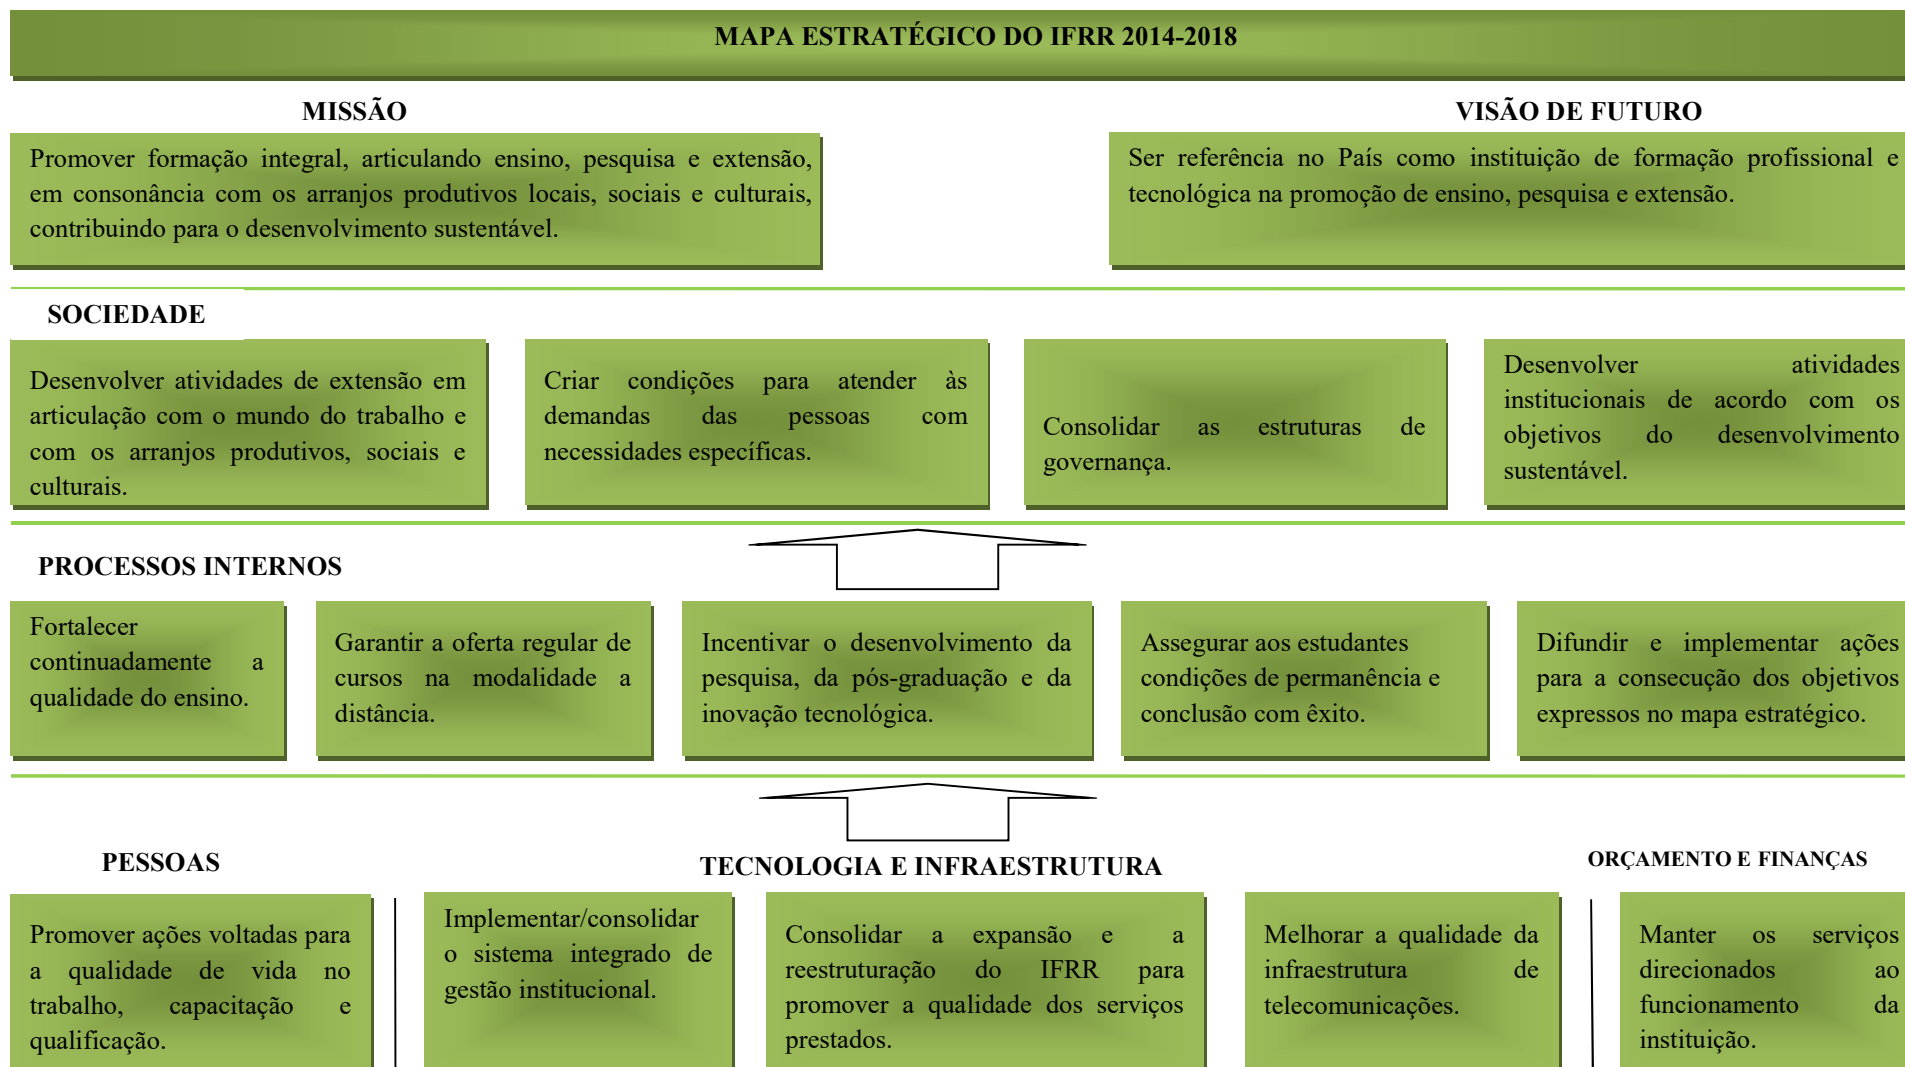 MAPA ESTRATÉGICO DO IFRR 2014-2018
MISSÃO
Promover formação integral, articulando ensino, pesquisa e extensão,
em consonância com os arranjos produtivos locais, sociais e culturais,
contribuindo para o desenvolvimento sustentável.
VISÃO DE FUTURO
Ser referência no País como instituição de formação profissional e
tecnológica na promoção de ensino, pesquisa e extensão.
SOCIEDADE
Desenvolver atividades de extensão em
articulação com o mundo do trabalho e
com os arranjos produtivos, sociais e
culturais.
Criar condições para atender às
demandas das pessoas com
necessidades específicas.
Consolidar as estruturas de
governança.
Desenvolver atividades
institucionais de acordo com os
objetivos do desenvolvimento
sustentável.
PROCESSOS INTERNOS
Fortalecer
continuadamente a
qualidade do ensino.
Garantir a oferta regular de
cursos na modalidade a
distância.
Incentivar o desenvolvimento da
pesquisa, da pós-graduação e da
inovação tecnológica.
Assegurar aos estudantes
condições de permanência e
conclusão com êxito.
Difundir e implementar ações
para a consecução dos objetivos
expressos no mapa estratégico.
PESSOAS
Promover ações voltadas para
a qualidade de vida no
trabalho, capacitação e
qualificação.
TECNOLOGIA E INFRAESTRUTURA
Implementar/consolidar
o sistema integrado de
gestão institucional.
Consolidar a expansão e a
reestruturação do IFRR para
promover a qualidade dos serviços
prestados.
Melhorar a qualidade da
infraestrutura de
telecomunicações.
ORÇAMENTO E FINANÇAS
Manter os serviços
direcionados ao
funcionamento da
instituição.